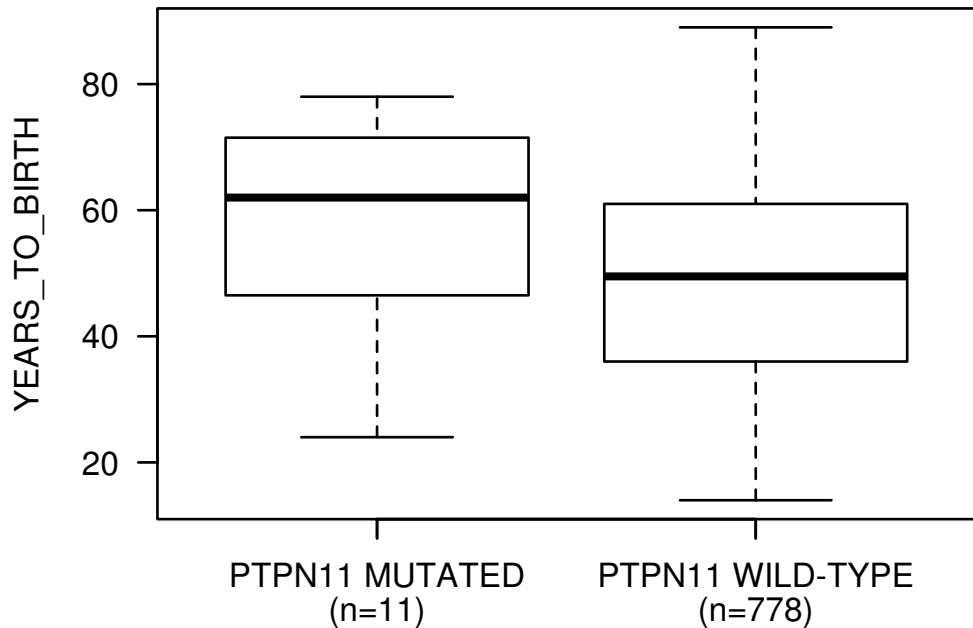 YEARS_TO_BIRTH
80
60
40
20
PTPN11 MUTATED
(n=11)
PTPN11 WILD-TYPE
(n=778)